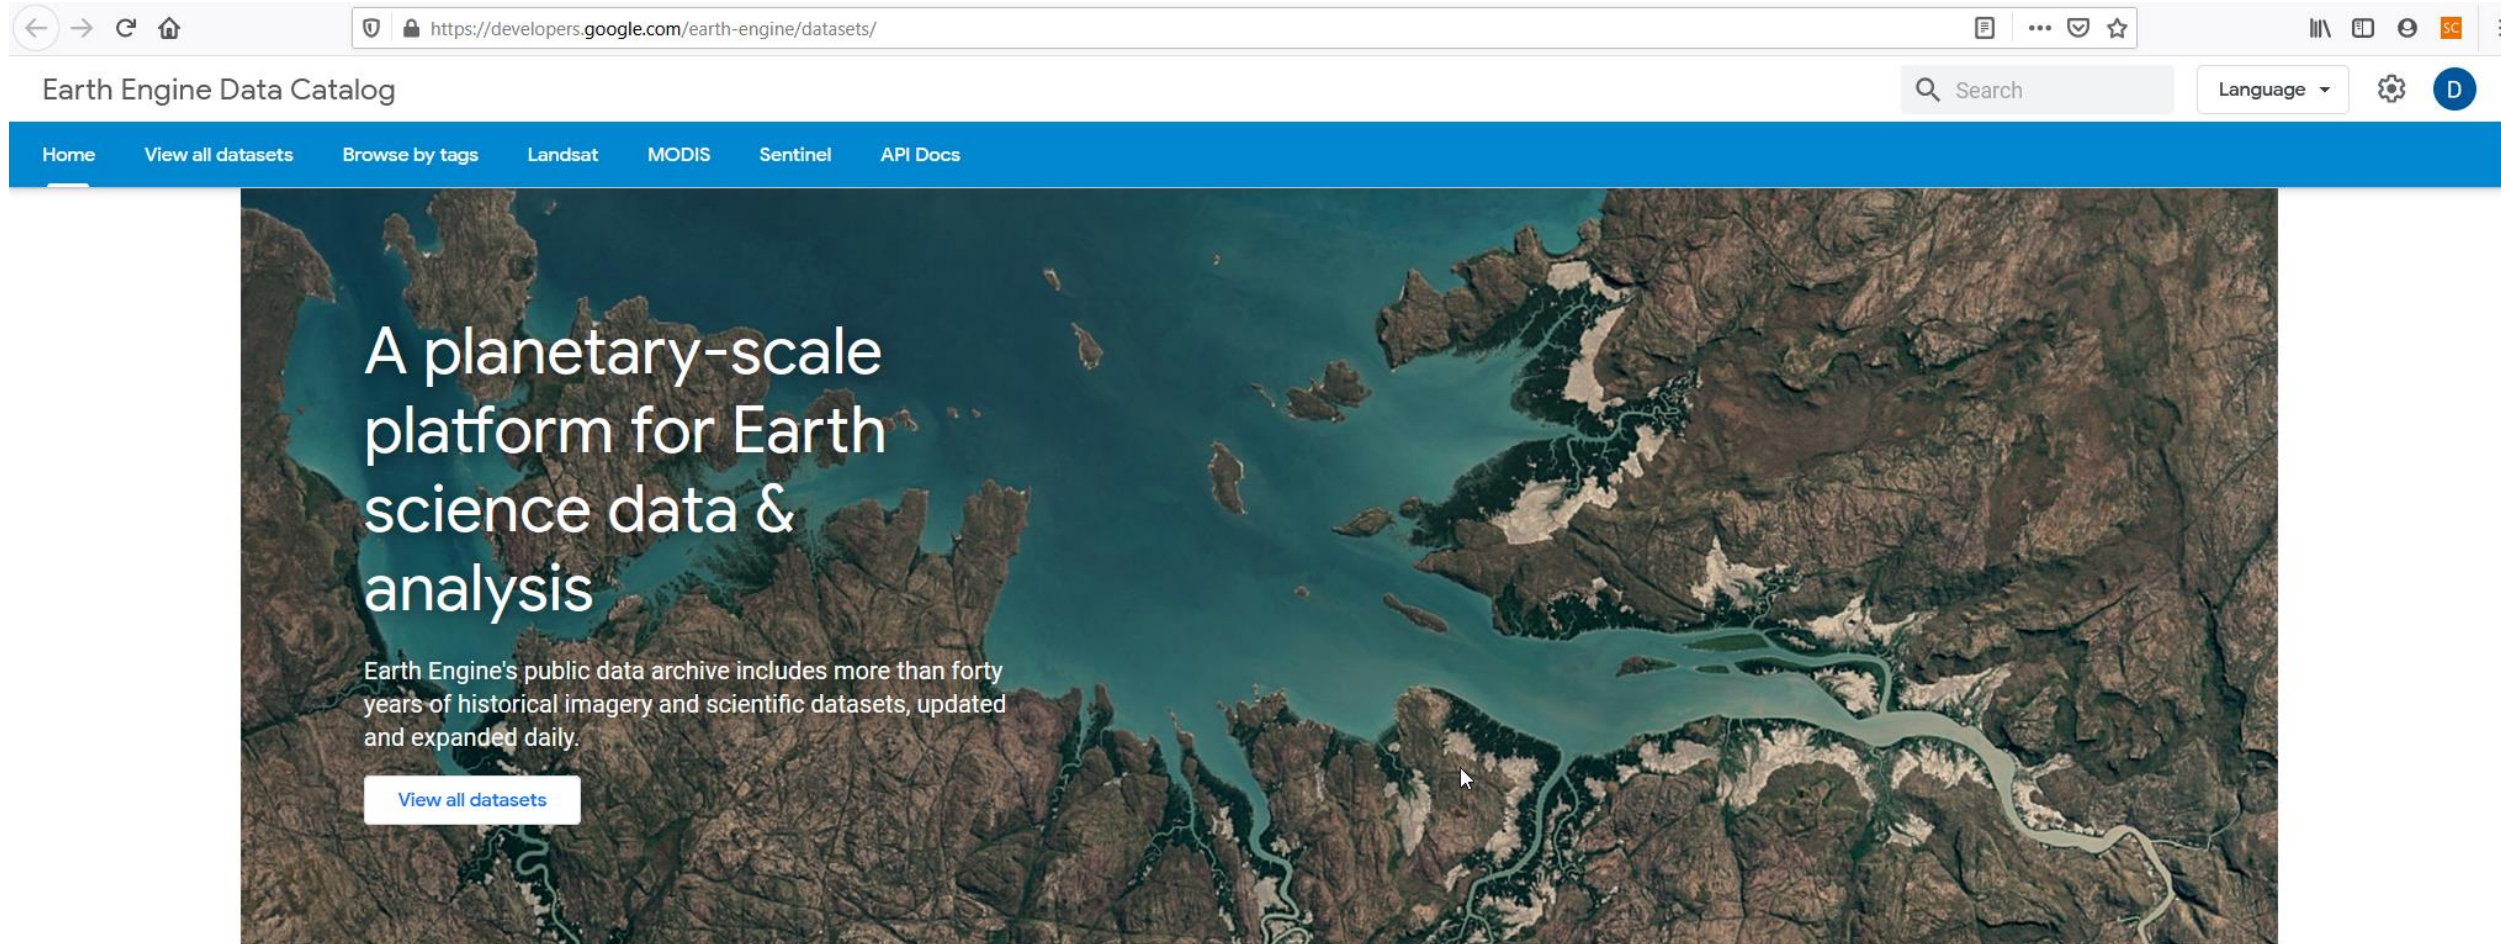 https://developers.google.com/earth-engine/datasets/
SC
Earth Engine Data Catalog
Search
Language
D
Home View all datasets Browse by tags Landsat MODIS Sentinel API Docs
A planetary-scale
platform for Earth
science data &
analysis
Earth Engine's public data archive includes more than forty
years of historical imagery and scientific datasets, updated
and expanded daily.
View all datasets